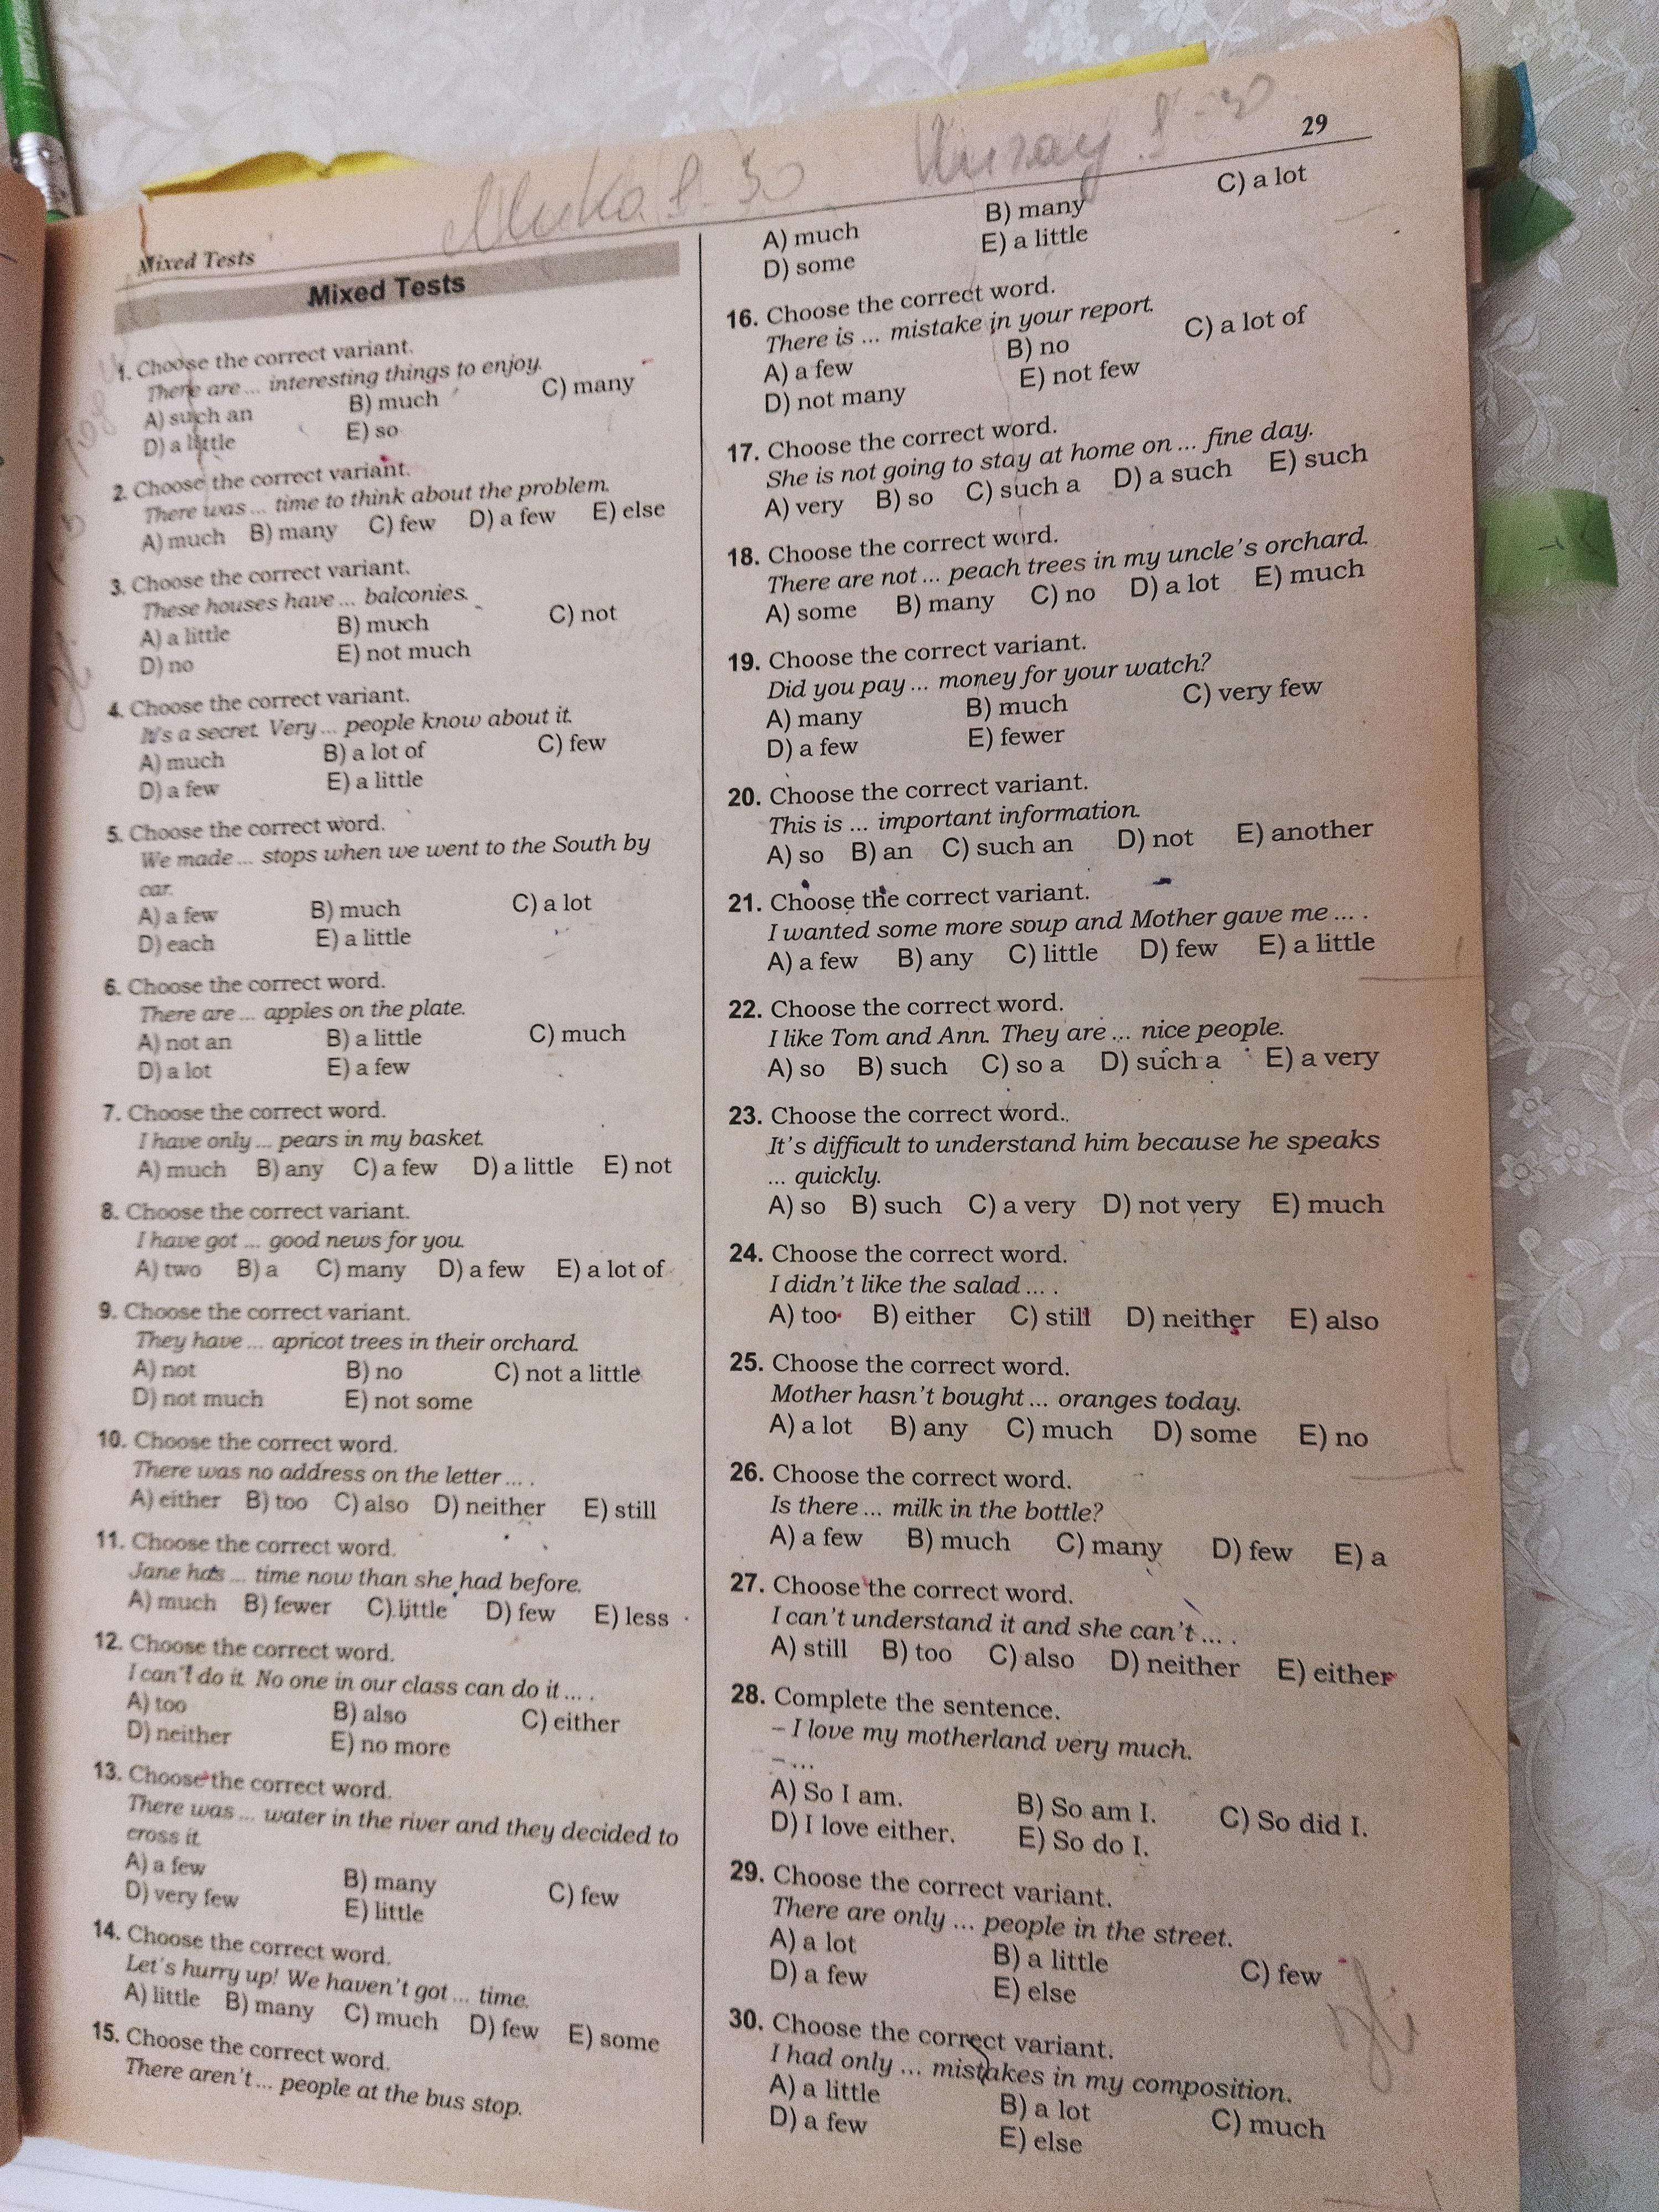 29
Mixed Tests
Mixed Tests
1. Choose the correct variant.
There are ... interesting things to enjoy.
A) such an B) much C) many
D) a little E) so
2. Choose the correct variant.
There was ... time to think about the problem.
A) much B) many C) few D) a few E) else
3. Choose the correct variant.
These houses have ... balconies.
A) a little B) much C) not
D) no E) not much
4. Choose the correct variant.
It's a secret. Very ... people know about it.
A) much B) a lot of C) few
D) a few E) a little
5. Choose the correct word.
We made ... stops when we went to the South by
car.
A) a few B) much C) a lot
D) each E) a little
6. Choose the correct word.
There are ... apples on the plate.
A) not an B) a little C) much
D) a lot E) a few
7. Choose the correct word.
I have only ... pears in my basket.
A) much B) any C) a few D) a little E) not
8. Choose the correct variant.
I have got ... good news for you.
A) two B) a C) many D) a few E) a lot of
9. Choose the correct variant.
They have ... apricot trees in their orchard.
A) not B) no C) not a little
D) not much E) not some
10. Choose the correct word.
There was no address on the letter ... .
A) either B) too C) also D) neither E) still
11. Choose the correct word.
Jane has ... time now than she had before.
A) much B) fewer C) little D) few E) less
12. Choose the correct word.
I can't do it. No one in our class can do it ... .
A) too B) also C) either
D) neither E) no more
13. Choose the correct word.
There was ... water in the river and they decided to
cross it.
A) a few B) many C) few
D) very few E) little
14. Choose the correct word.
Let's hurry up! We haven't got ... time.
A) little B) many C) much D) few E) some
15. Choose the correct word.
There aren't ... people at the bus stop.
A) much B) many C) a lot
D) some E) a little
16. Choose the correct word.
There is ... mistake in your report.
A) a few B) no C) a lot of
D) not many E) not few
17. Choose the correct word.
She is not going to stay at home on ... fine day.
A) very B) so C) such a D) a such E) such
18. Choose the correct word.
There are not ... peach trees in my uncle's orchard.
A) some B) many C) no D) a lot E) much
19. Choose the correct variant.
Did you pay ... money for your watch?
A) many B) much C) very few
D) a few E) fewer
20. Choose the correct variant.
This is ... important information.
A) so B) an C) such an D) not E) another
21. Choose the correct variant.
I wanted some more soup and Mother gave me ... .
A) a few B) any C) little D) few E) a little
22. Choose the correct word.
I like Tom and Ann. They are ... nice people.
A) so B) such C) so a D) such a E) a very
23. Choose the correct word.
It's difficult to understand him because he speaks
... quickly.
A) so B) such C) a very D) not very E) much
24. Choose the correct word.
I didn't like the salad ... .
A) too B) either C) still D) neither E) also
25. Choose the correct word.
Mother hasn't bought ... oranges today.
A) a lot B) any C) much D) some E) no
26. Choose the correct word.
Is there ... milk in the bottle?
A) a few B) much C) many D) few E) a
27. Choose the correct word.
I can't understand it and she can't ... .
A) still B) too C) also D) neither E) either
28. Complete the sentence.
– I love my motherland very much.
– ...
A) So I am. B) So am I. C) So did I.
D) I love either. E) So do I.
29. Choose the correct variant.
There are only ... people in the street.
A) a lot B) a little C) few
D) a few E) else
30. Choose the correct variant.
I had only ... mistakes in my composition.
A) a little B) a lot C) much
D) a few E) else